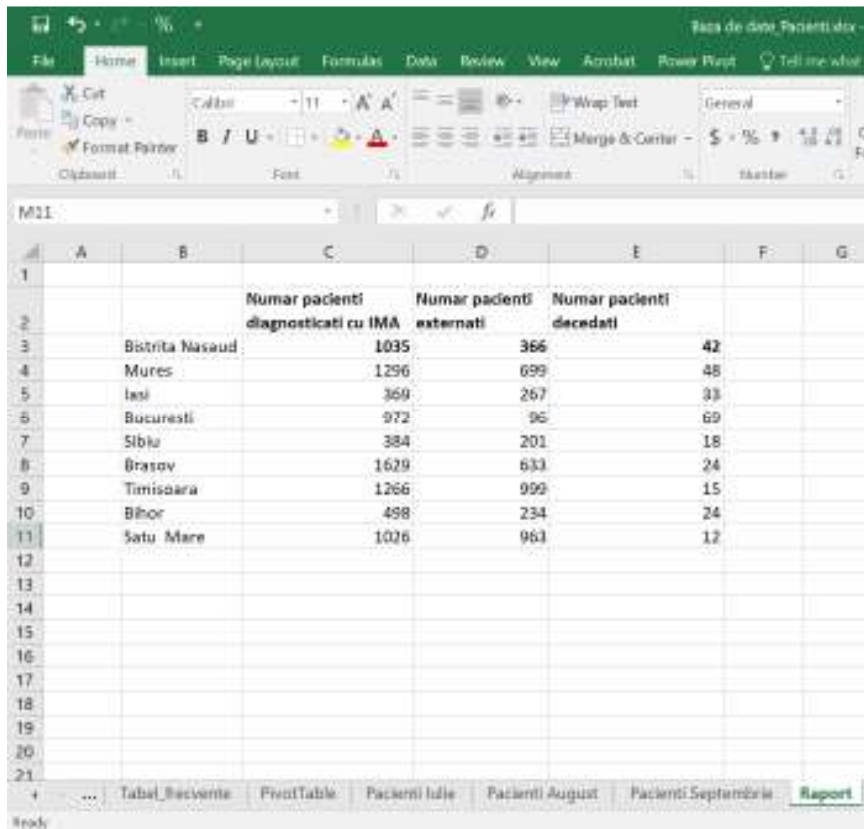 Baza de date_Pacienti.xlsx -
File Home Insert Page Layout Formulas Data Review View Acrobat Power Pivot Tell me what
Cut
Copy
Format Painter
Paste
Calibri 11 A A
B I U
Wrap Text
Merge & Center
General
$ %
Clipboard Font Alignment Number
M11 fx
A B C D E F G
1
2 Numar pacienti diagnosticati cu IMA Numar pacienti externati Numar pacienti decedati
3 Bistrita Nasaud 1035 366 42
4 Mures 1296 699 48
5 Iasi 369 267 33
6 Bucuresti 972 96 69
7 Sibiu 384 201 18
8 Brasov 1629 633 24
9 Timisoara 1266 999 15
10 Bihor 498 234 24
11 Satu Mare 1026 963 12
12
13
14
15
16
17
18
19
20
21
... Tabel_frecvente PivotTable Pacienti Iulie Pacienti August Pacienti Septembrie Raport
Ready